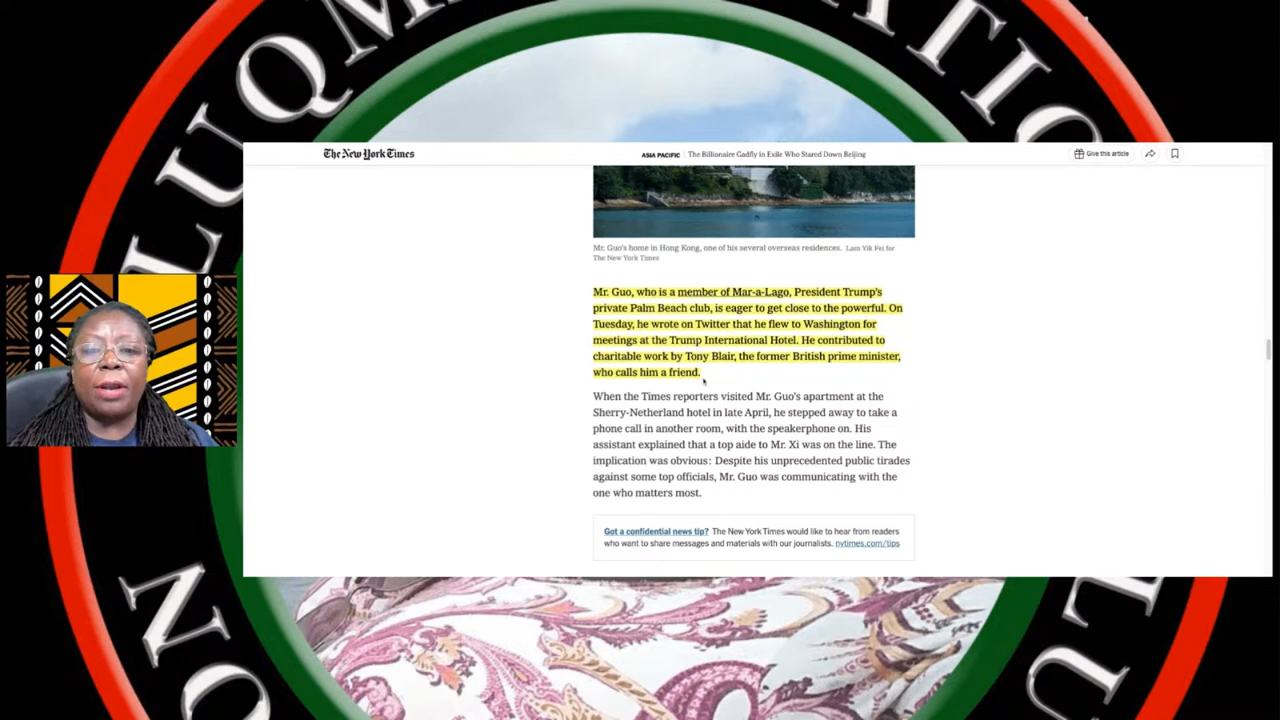 LUQM
ATIO
The New York Times
ASIA PACIFIC | The Billionaire Gadfly in Exile Who Stared Down Beijing
Give this article
Mr. Guo's home in Hong Kong, one of his several overseas residences. Lam Yik Fei for
The New York Times
Mr. Guo, who is a member of Mar-a-Lago, President Trump's
private Palm Beach club, is eager to get close to the powerful. On
Tuesday, he wrote on Twitter that he flew to Washington for
meetings at the Trump International Hotel. He contributed to
charitable work by Tony Blair, the former British prime minister,
who calls him a friend.
When the Times reporters visited Mr. Guo's apartment at the
Sherry-Netherland hotel in late April, he stepped away to take a
phone call in another room, with the speakerphone on. His
assistant explained that a top aide to Mr. Xi was on the line. The
implication was obvious: Despite his unprecedented public tirades
against some top officials, Mr. Guo was communicating with the
one who matters most.
Got a confidential news tip? The New York Times would like to hear from readers
who want to share messages and materials with our journalists. nytimes.com/tips